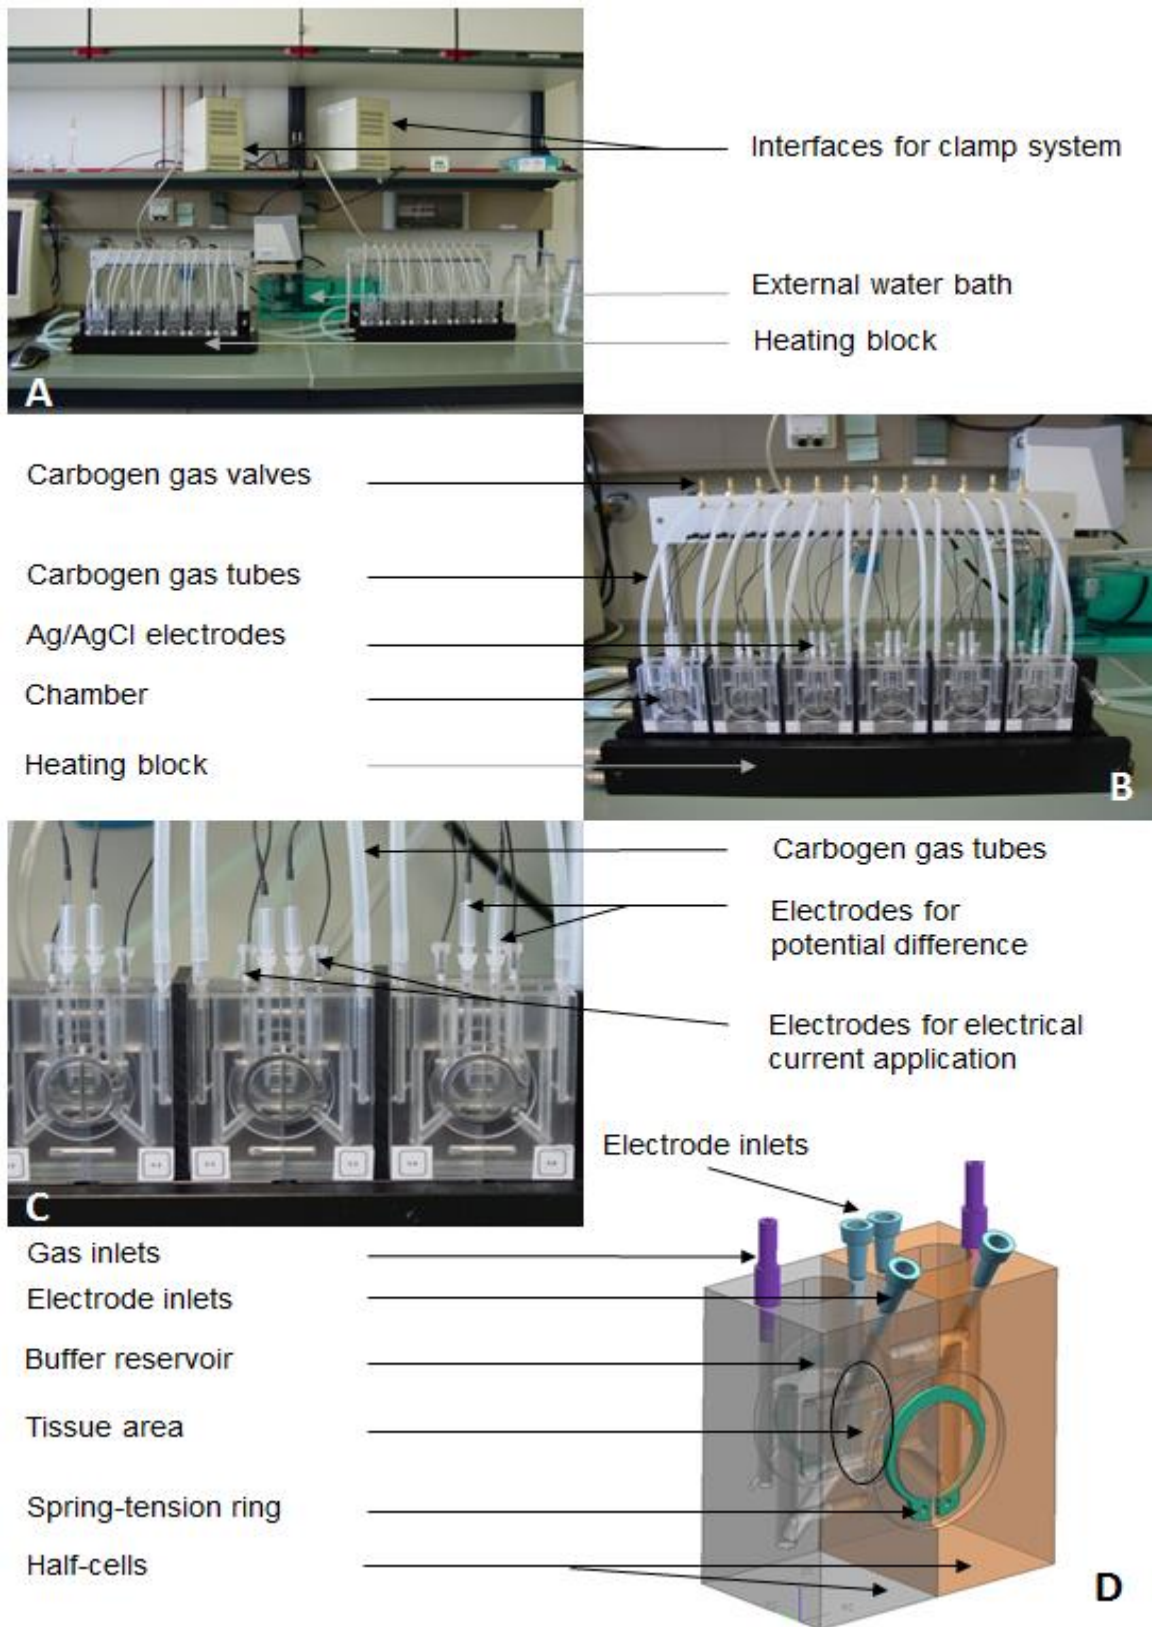 Interfaces for clamp system
External water bath
Heating block
A
Carbogen gas valves
Carbogen gas tubes
Ag/AgCl electrodes
Chamber
Heating block
B
Carbogen gas tubes
Electrodes for
potential difference
Electrodes for electrical
current application
C
Electrode inlets
Gas inlets
Electrode inlets
Buffer reservoir
Tissue area
Spring-tension ring
Half-cells
D